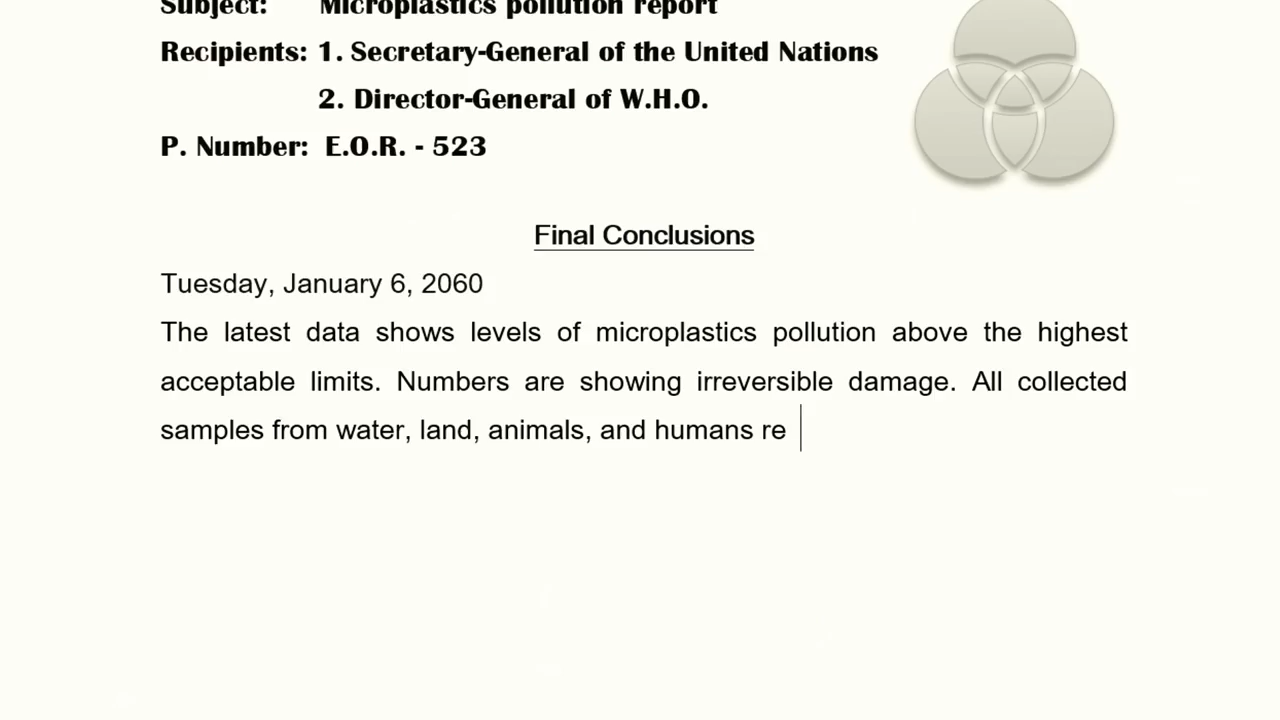 Subject: Microplastics pollution report
Recipients: 1. Secretary-General of the United Nations
2. Director-General of W.H.O.
P. Number: E.O.R. - 523
Final Conclusions
Tuesday, January 6, 2060
The latest data shows levels of microplastics pollution above the highest
acceptable limits. Numbers are showing irreversible damage. All collected
samples from water, land, animals, and humans re